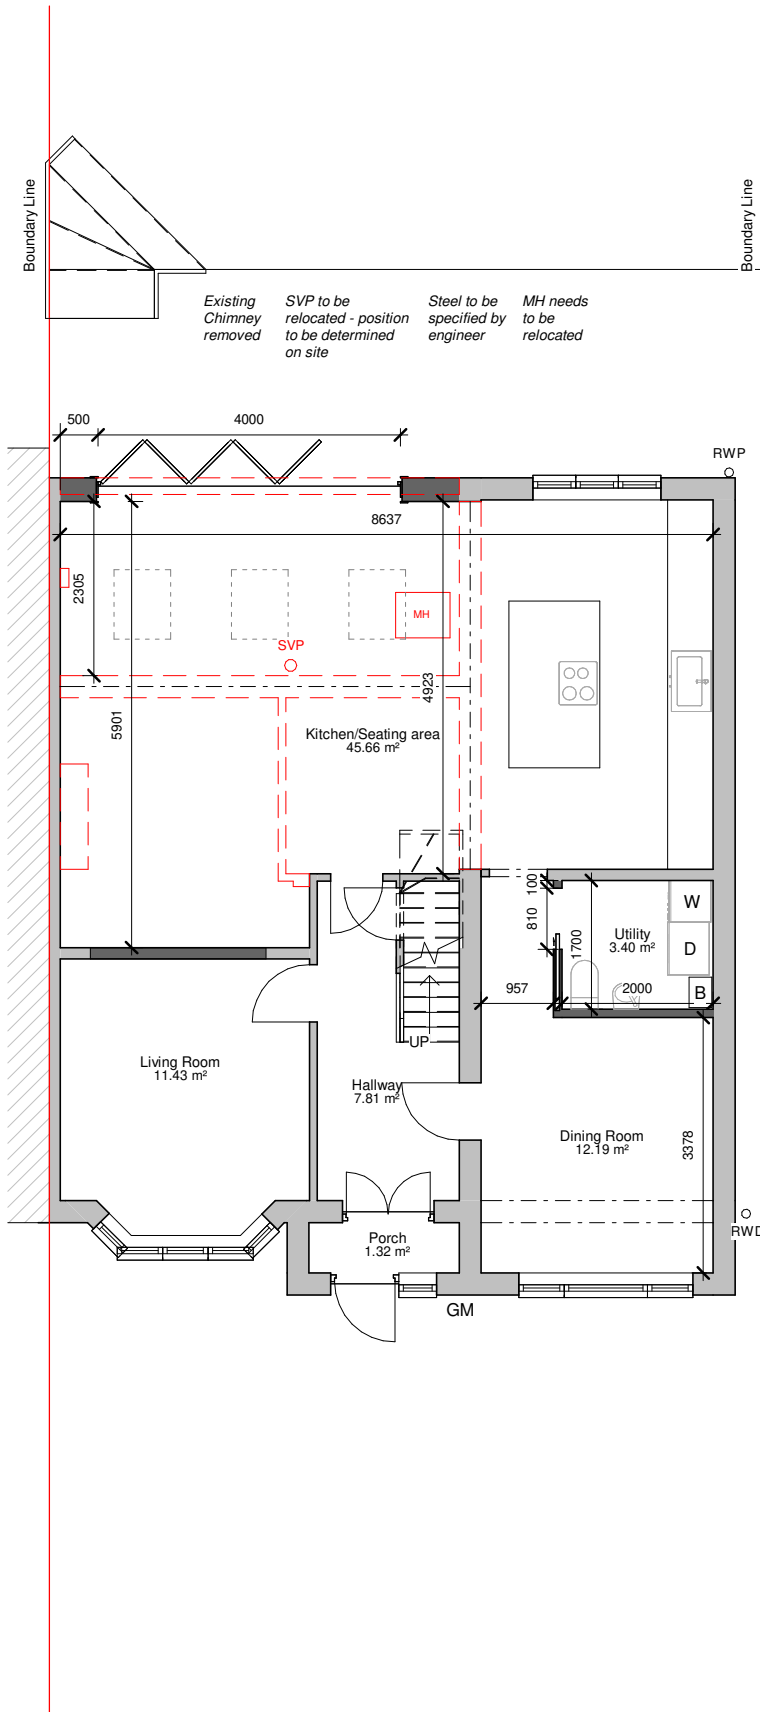 Boundary Line
Boundary Line
Existing
Chimney
removed
SVP to be
relocated - position
to be determined
on site
Steel to be
specified by
engineer
MH needs
to be
relocated
500
4000
RWP
8637
2305
MH
SVP
4923
5901
Kitchen/Seating area
45.66 m²
100
810
1700
W
Utility
3.40 m²
D
957
2000
B
UP
Living Room
11.43 m²
Hallway
7.81 m²
Dining Room
12.19 m²
3378
Porch
1.32 m²
RWD
GM